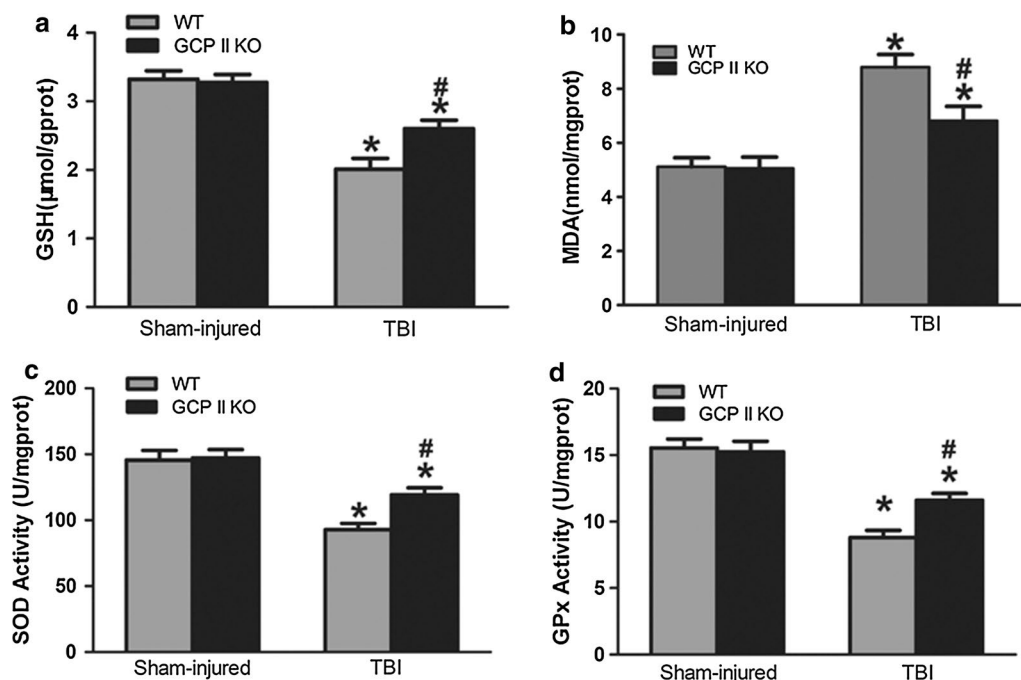 a
WT
GCP II KO
GSH(μmol/gprot)
4
3
2
1
0
*
#
*
Sham-injured
TBI
b
WT
GCP II KO
MDA(nmol/mgprot)
10
8
6
4
2
0
*
#
*
Sham-injured
TBI
c
WT
GCP II KO
SOD Activity (U/mgprot)
200
150
100
50
0
*
#
*
Sham-injured
TBI
d
WT
GCP II KO
GPx Activity (U/mgprot)
20
15
10
5
0
*
#
*
Sham-injured
TBI